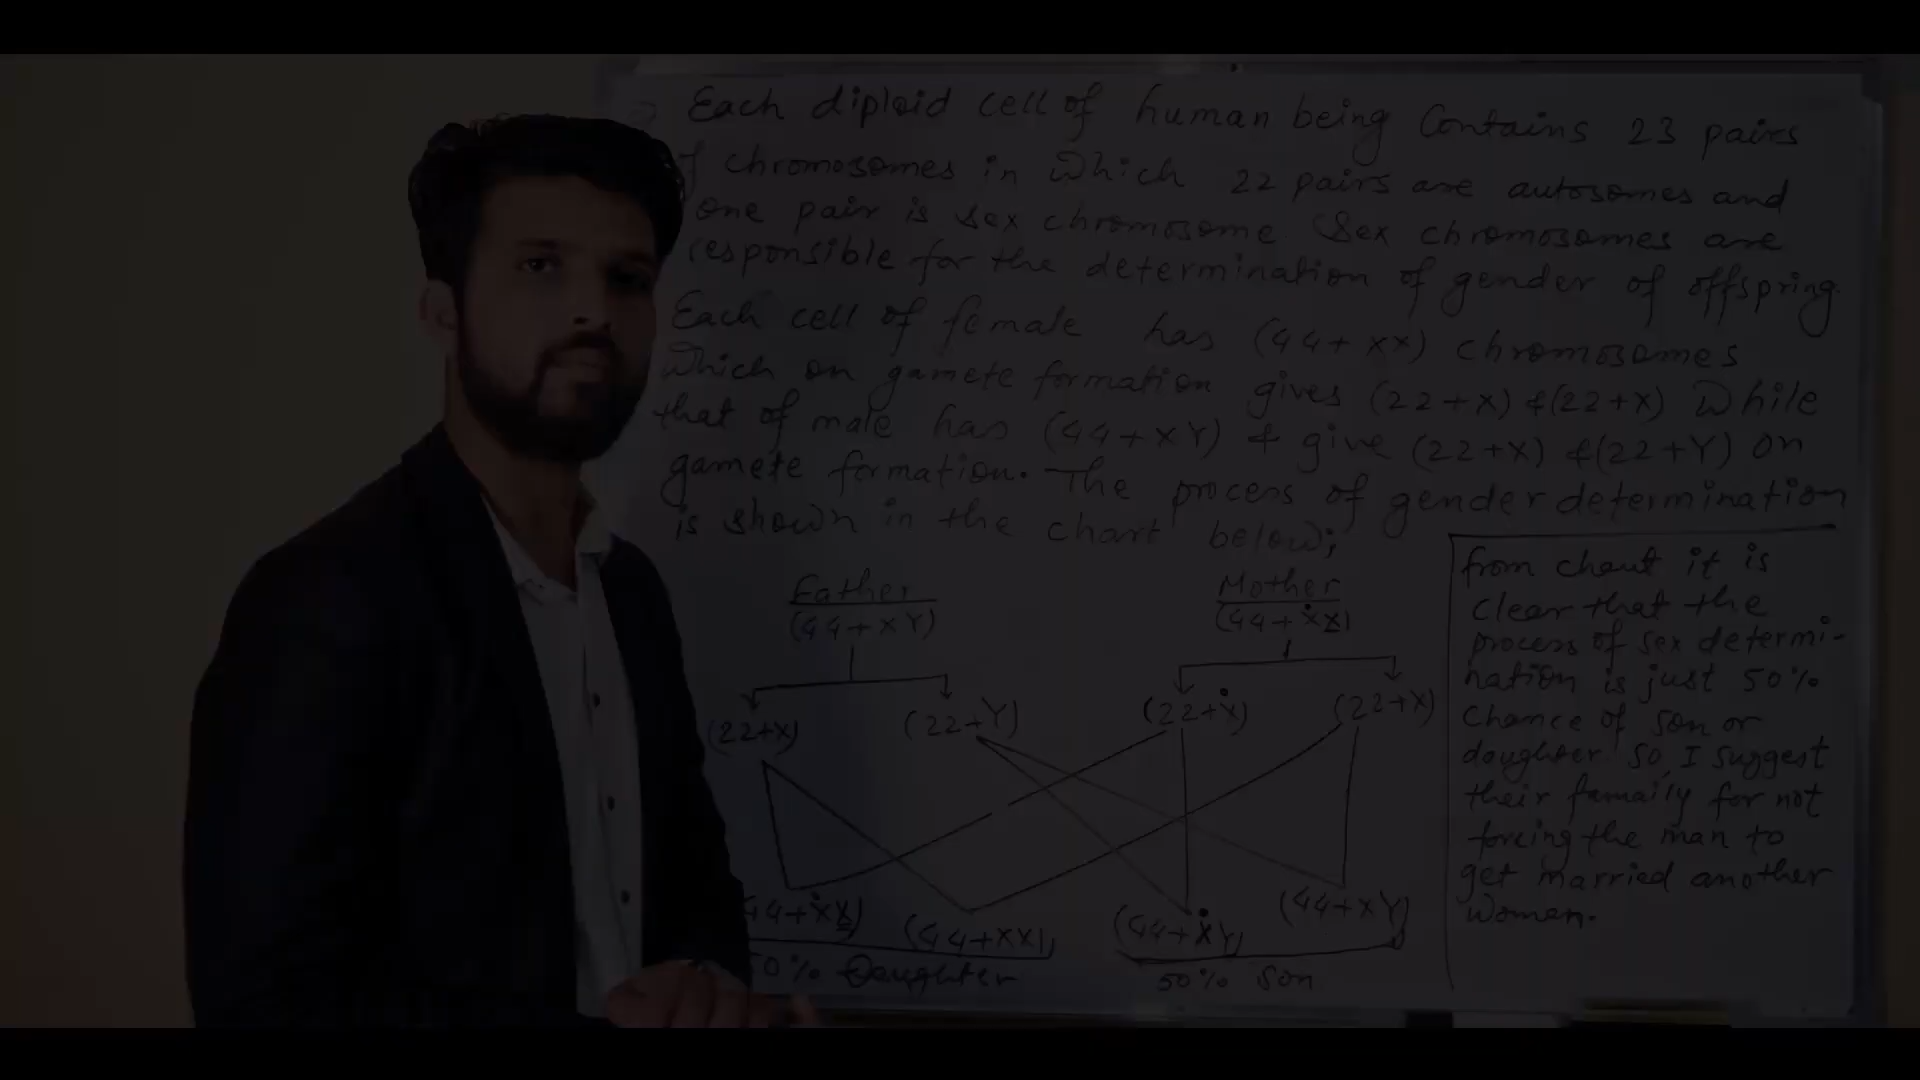 Each diploid cell of human being Contains 23 pairs
of chromosomes in which 22 pairs are autosomes and
one pair is sex chromosome Sex chromosomes are
responsible for the determination of gender of offspring.
Each cell of female has (44+XX) chromosomes
which on gamete formation gives (22+X) &(22+X) While
that of male has (44+XY) & give (22+X) &(22+Y) on
gamete formation. The process of gender determination
is shown in the chart below;
Father
(44+XY)
Mother
(44+XX)
(22+X)
(22+Y)
(22+X)
(22+X)
44+XX)
(44+XX)
(44+XY)
(44+XY)
50% Daughter
50% Son
from chart it is
clear that the
process of sex determi-
nation is just 50%
chance of son or
daughter. So, I suggest
their famaily for not
forcing the man to
get married another
women.